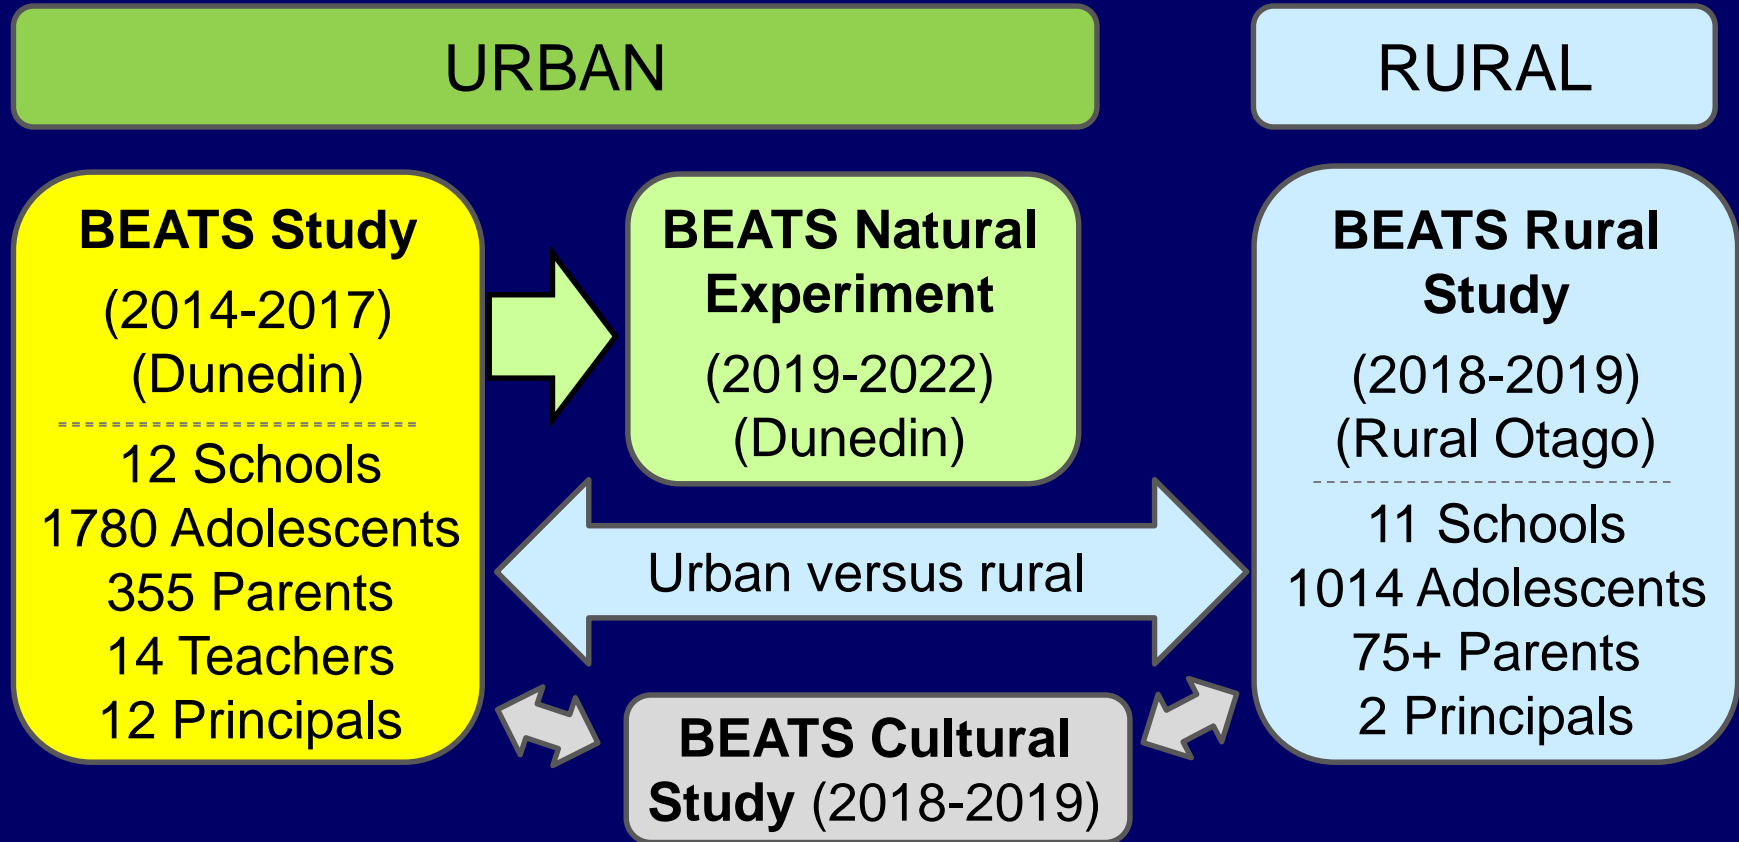 URBAN
RURAL
BEATS Study
(2014-2017)
(Dunedin)
12 Schools
1780 Adolescents
355 Parents
14 Teachers
12 Principals
BEATS Natural
Experiment
(2019-2022)
(Dunedin)
Urban versus rural
BEATS Cultural
Study (2018-2019)
BEATS Rural
Study
(2018-2019)
(Rural Otago)
11 Schools
1014 Adolescents
75+ Parents
2 Principals